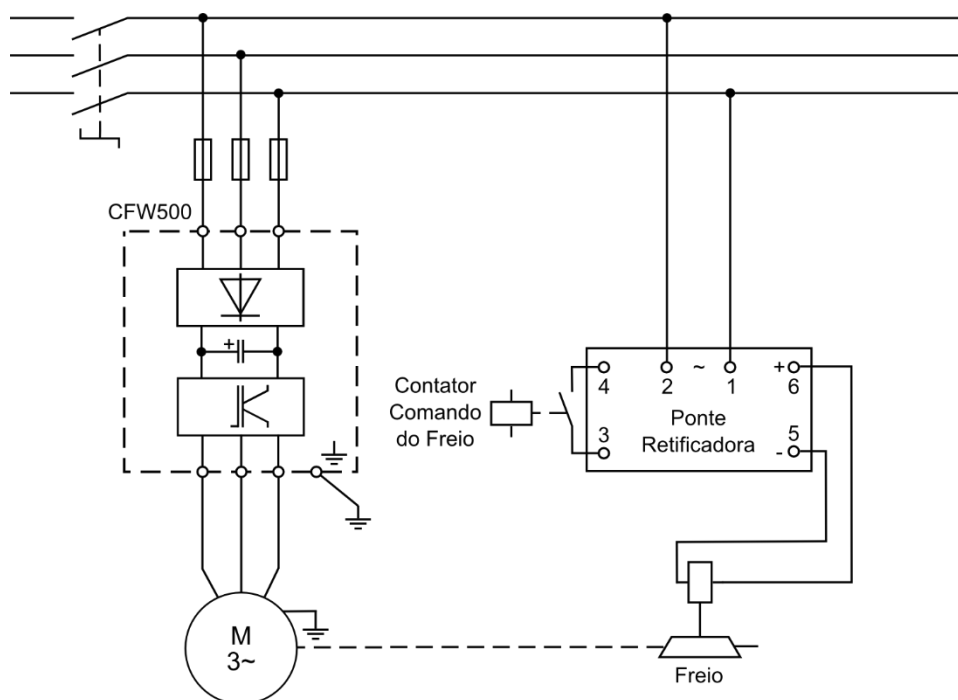 CFW500
+
Contator
Comando
do Freio
4
2
~
1
+
6
3
Ponte
Retificadora
5
-
M
3~
Freio